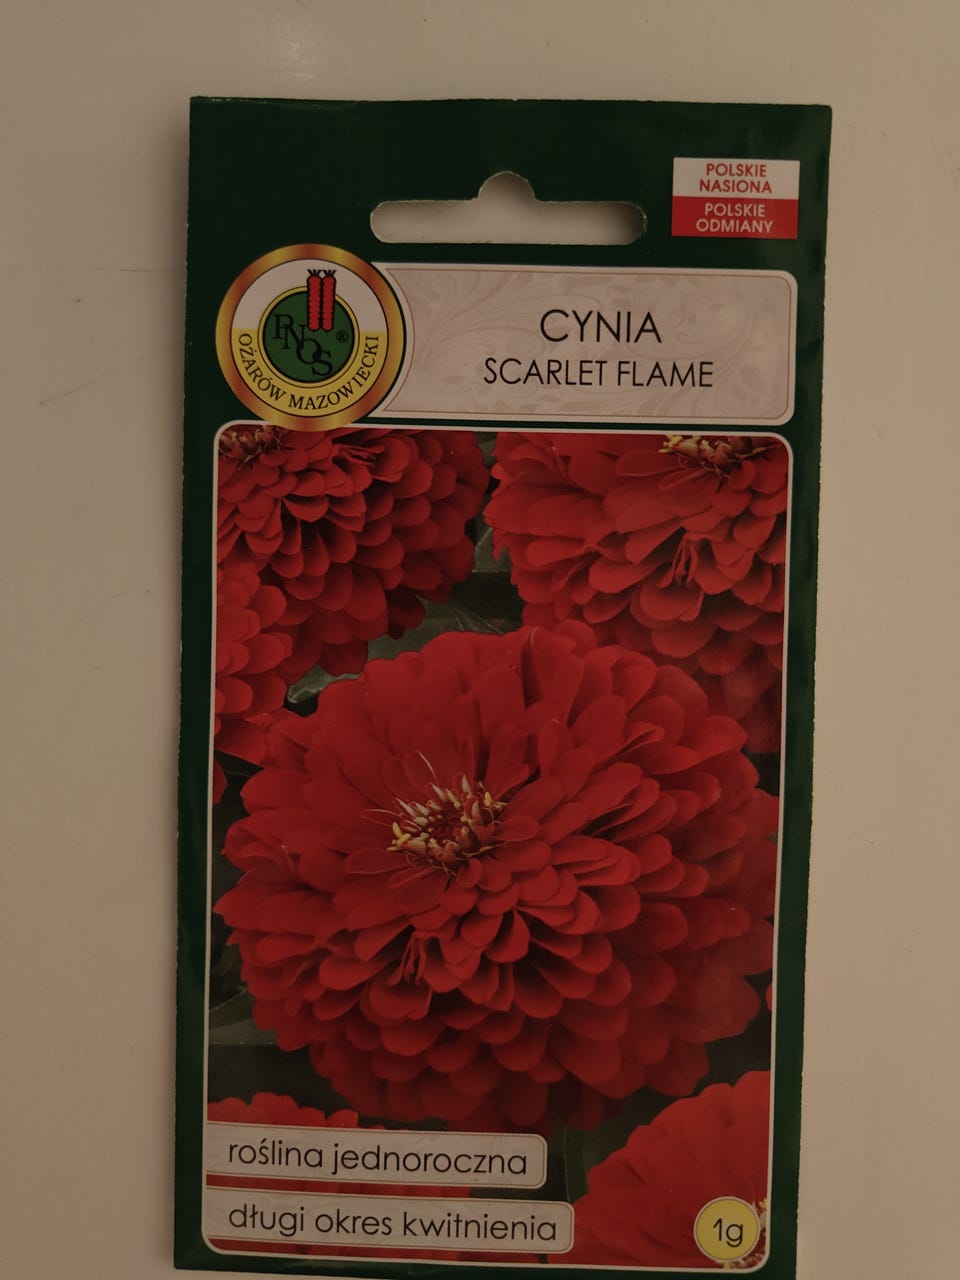 POLSKIE
NASIONA
POLSKIE
ODMIANY
PNOS®
OŻARÓW MAZOWIECKI
CYNIA
SCARLET FLAME
roślina jednoroczna
długi okres kwitnienia
1g